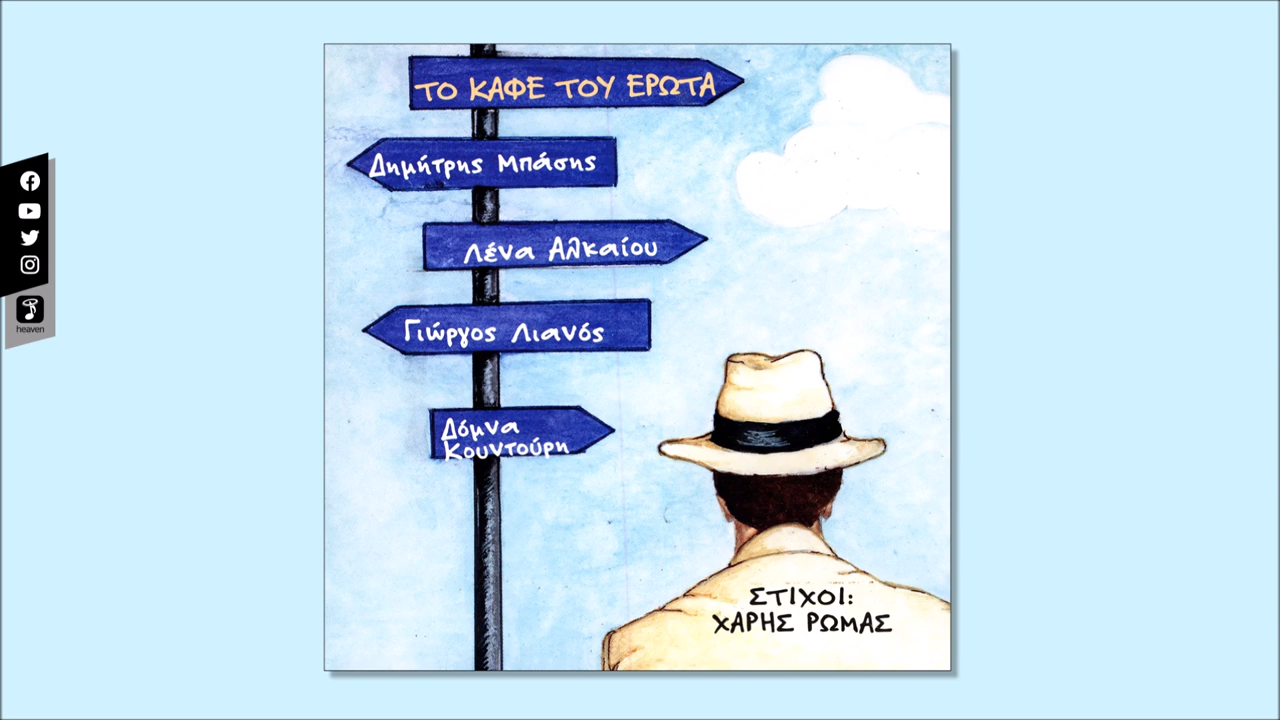 ΤΟ ΚΑΦΕ ΤΟΥ ΕΡΩΤΑ
Δημήτρης Μπάσης
Λένα Αλκαίου
Γιώργος Λιανός
Δόμνα
Κουντούρη
heaven
ΣΤΙΧΟΙ:
ΧΑΡΗΣ ΡΩΜΑΣ